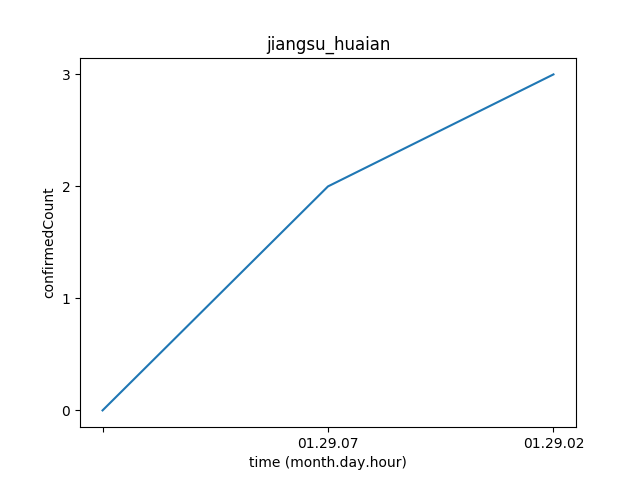 jiangsu_huaian
3
2
1
0
confirmedCount
01.29.07
01.29.02
time (month.day.hour)